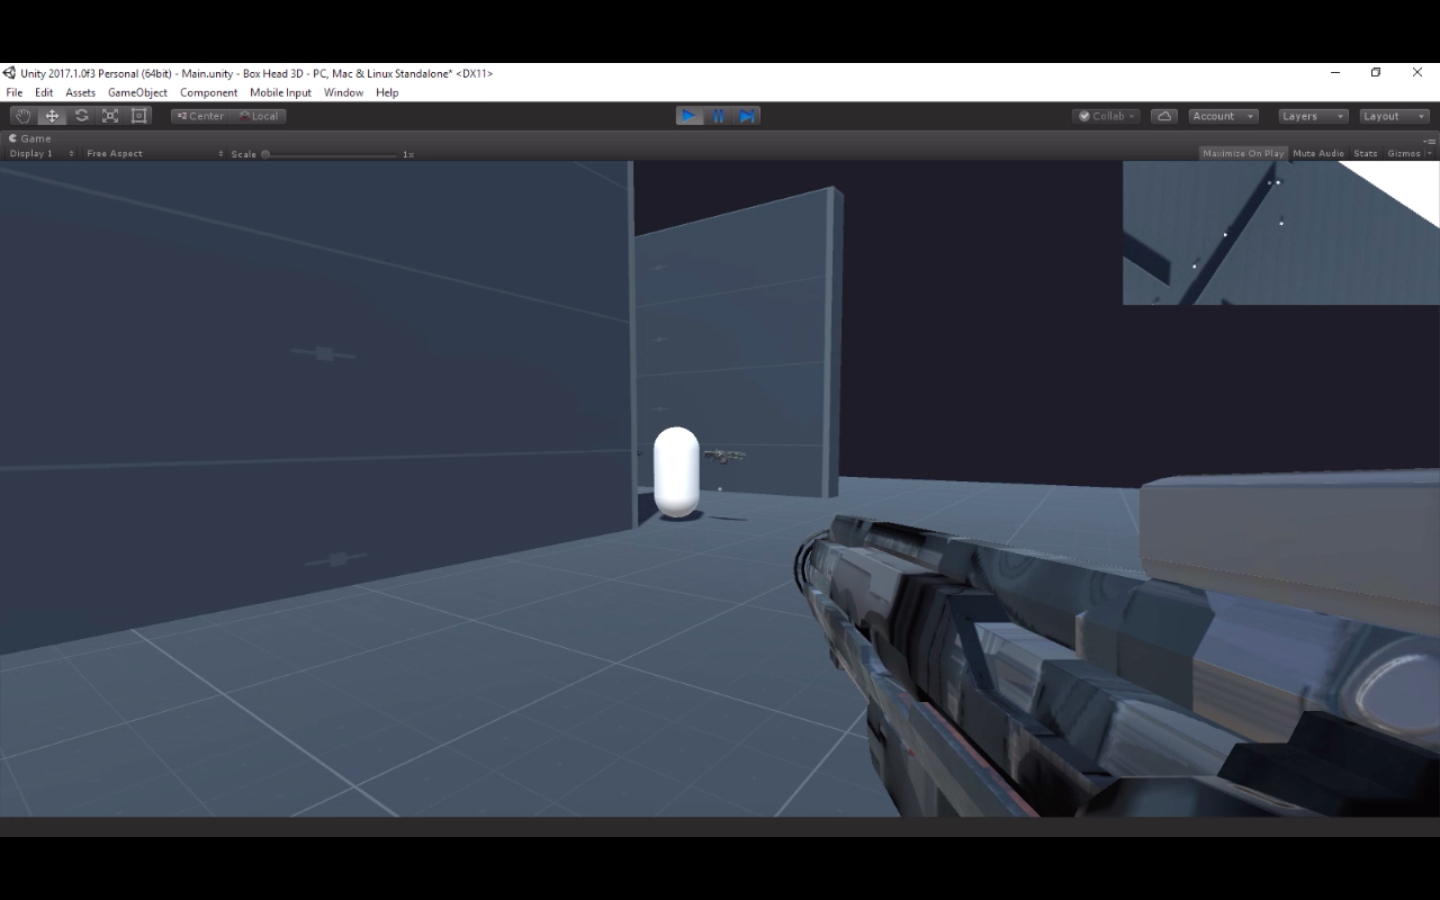 Unity 2017.1.0f3 Personal (64bit) - Main.unity - Box Head 3D - PC, Mac & Linux Standalone* <DX11>
File Edit Assets GameObject Component Mobile Input Window Help
Center Local Collab Account Layers Layout
Game
Display 1 Free Aspect Scale 1x Maximize On Play Mute Audio Stats Gizmos